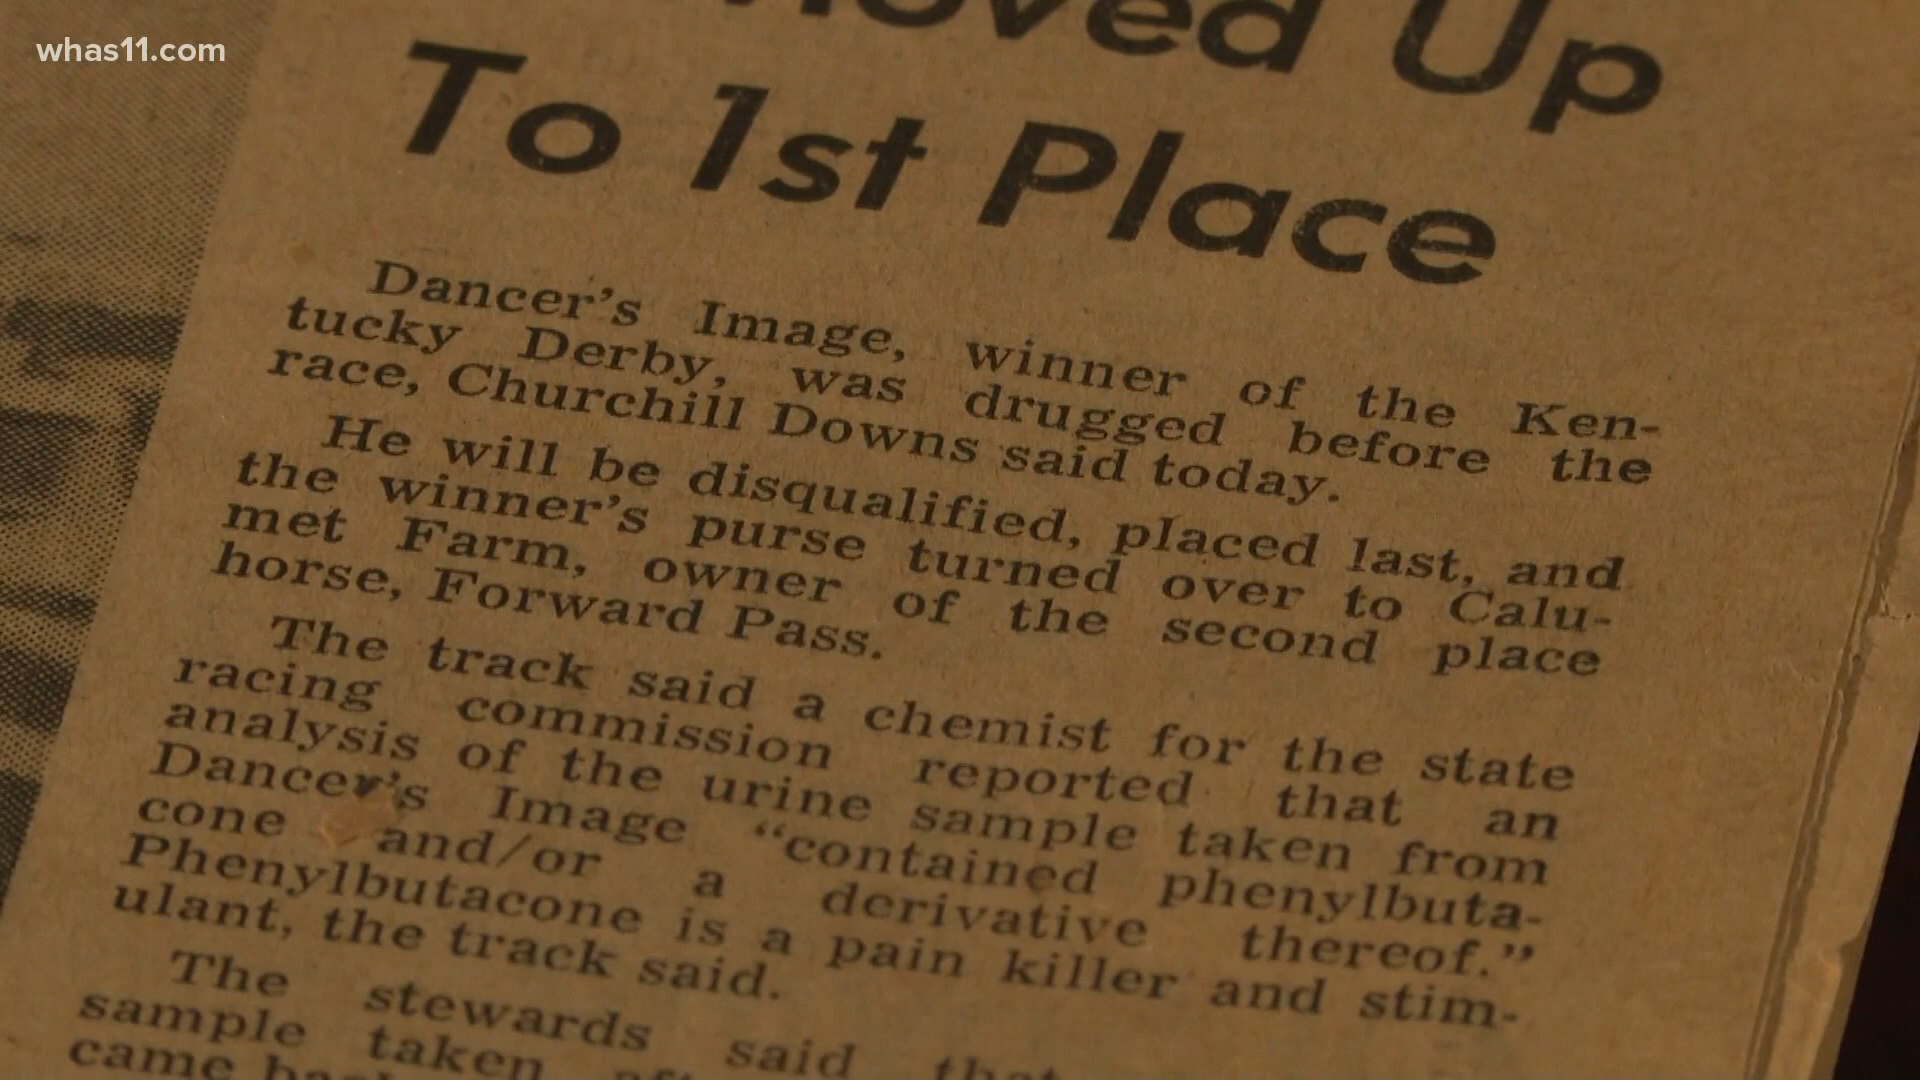 whas11.com
Up
To 1st Place
Dancer's Image, winner of the Ken-
tucky Derby, was drugged before the
race, Churchill Downs said today.
He will be disqualified, placed last, and
the winner's purse turned over to Calu-
met Farm, owner of the second place
horse, Forward Pass.
The track said a chemist for the state
racing commission reported that an
analysis of the urine sample taken from
Dancer's Image "contained phenylbuta-
cone and/or a derivative thereof."
Phenylbutacone is a pain killer and stim-
ulant, the track said.
The stewards said that
sample taken
came